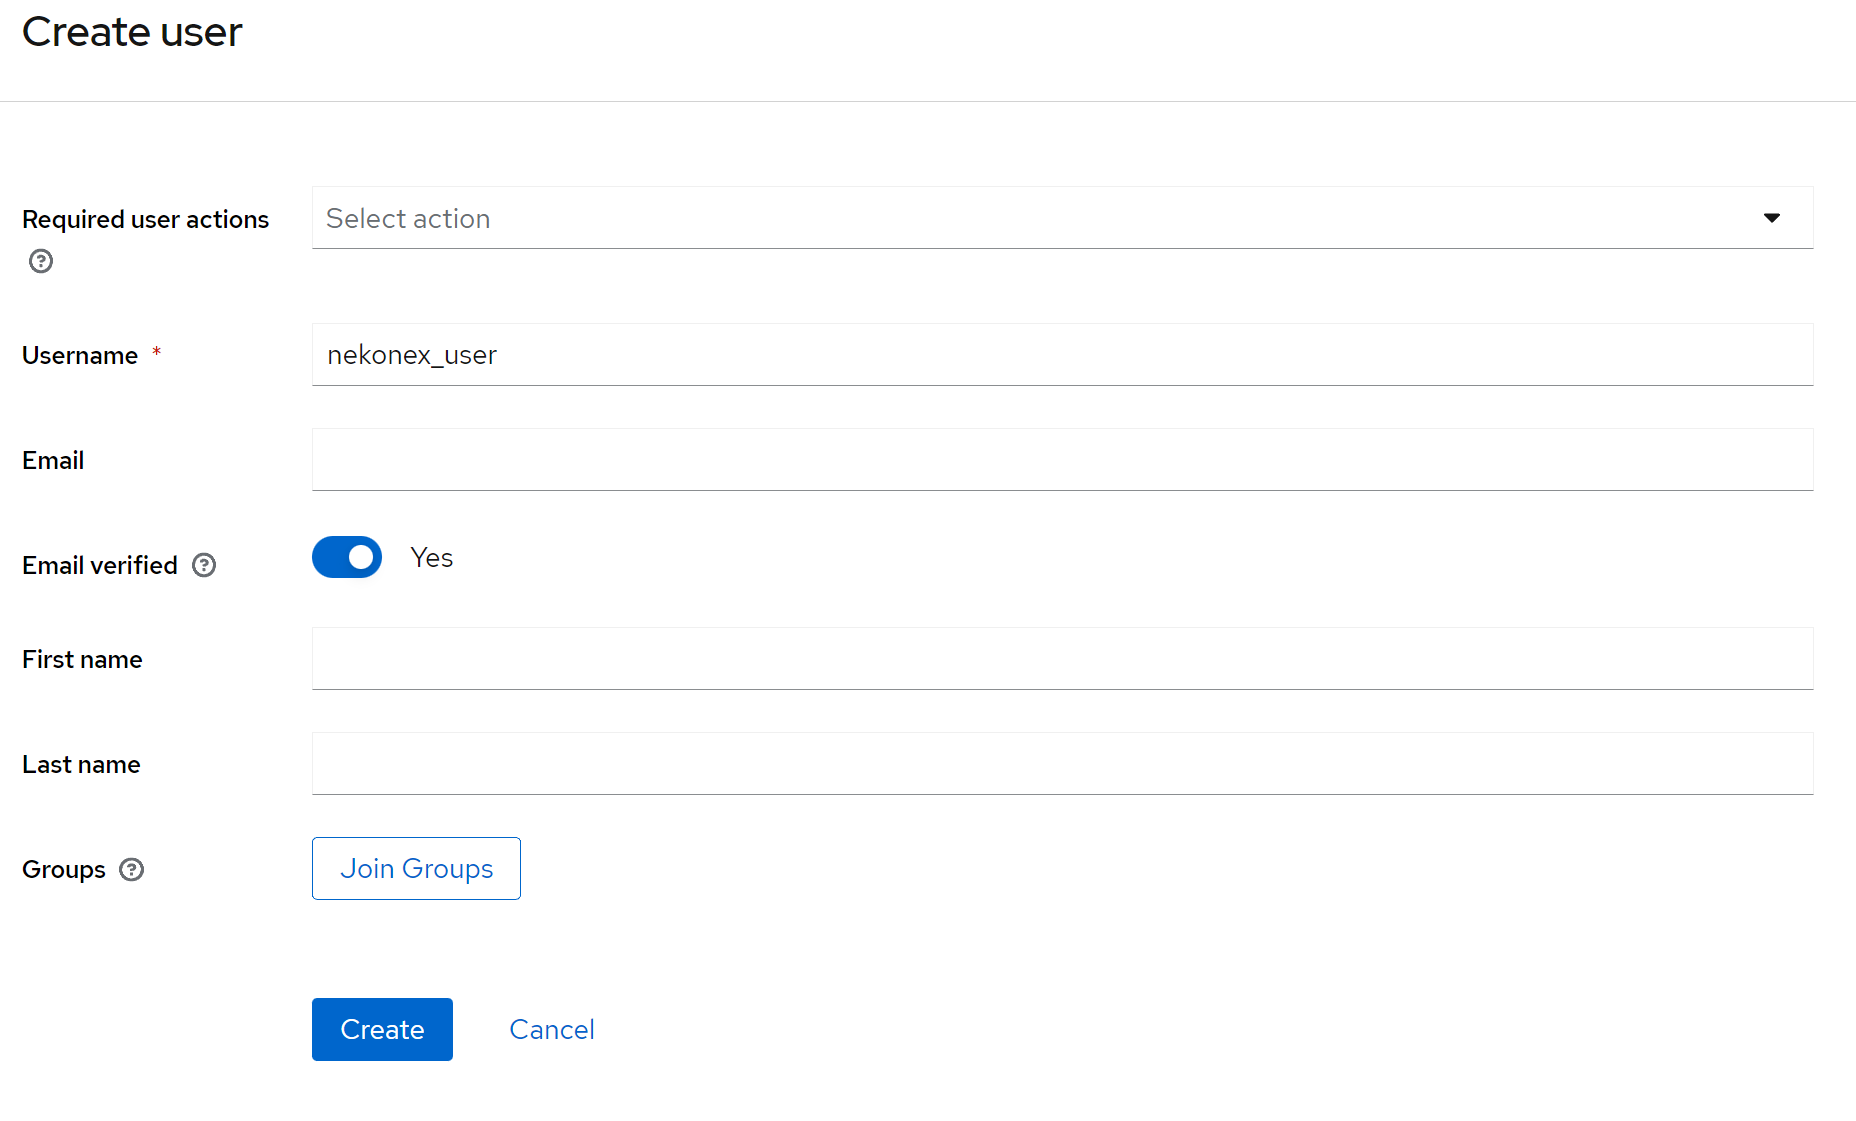 Create user
Required user actions
Select action
Username *
nekonex_user
Email
Email verified
Yes
First name
Last name
Groups
Join Groups
Create
Cancel